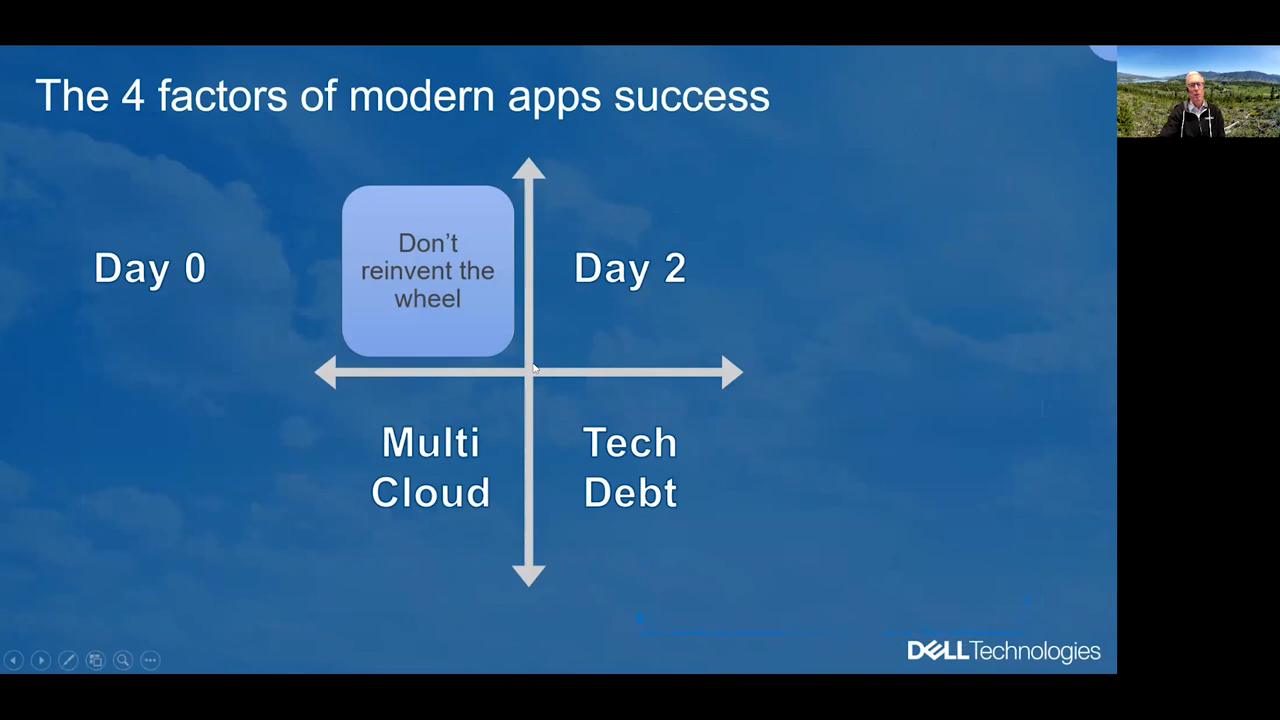 The 4 factors of modern apps success
Day 0
Don't
reinvent the
wheel
Day 2
Multi
Cloud
Tech
Debt
DELLTechnologies